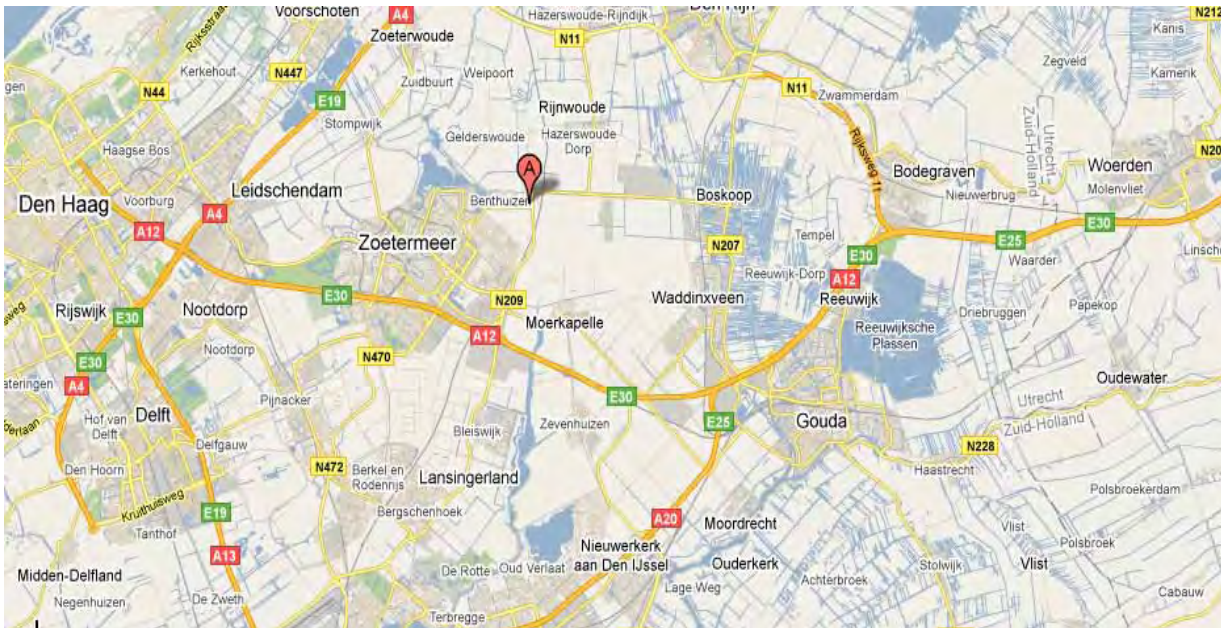 Voorschoten
A4
Hazerswoude-Rijndijk
Den Rijn
N212
Kanis
Rijksstraa
Zoeterwoude
N11
Zegveld
Kamerik
Kerkehout
N447
Zuidbuurt
Weipoort
N44
E19
Rijnwoude
N11
Zwammerdam
Stompwijk
Gelderswoude
Hazerswoude
Dorp
Rijksweg 11
Utrecht
Zuid-Holland
Haagse Bos
Bodegraven
Woerden
N20
Leidschendam
A
Molenvliet
Den Haag
Voorburg
A4
Benthuizen
Boskoop
Nieuwerbrug
A12
Zoetermeer
N207
Tempel
E25
E30
Linsche
E30
Waarder
Reeuwijk-Dorp
A12
E30
N209
Waddinxveen
Reeuwijk
Papekop
Rijswijk
E30
Nootdorp
Moerkapelle
Driebruggen
Reeuwijksche
Plassen
A12
Nootdorp
N470
E30
A4
ateringen
Pijnacker
E30
Oudewater
Utrecht
Zuid-Holland
Hof van
Delft
Delft
Zevenhuizen
E25
Gouda
Delfgauw
Bleiswijk
N228
Den Hoorn
N472
Berkel en
Rodenrijs
Lansingerland
Haastrecht
Kruithuisweg
Polsbroekerdam
E19
Bergschenhoek
A20
Moordrecht
Tanthof
Vlist
A13
Nieuwerkerk
aan Den IJssel
Ouderkerk
Polsbroek
Midden-Delfland
De Rotte
Oud Verlaat
Stolwijk
Vlist
Lage Weg
Achterbroek
Negenhuizen
De Zweth
Cabauw
Terbregge